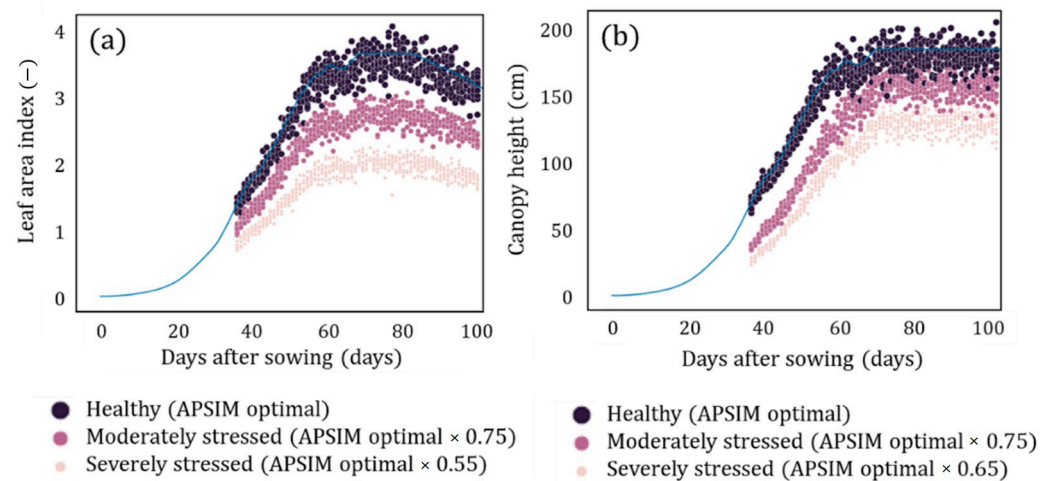 (a)
4
3
2
1
0
Leaf area index (−)
0 20 40 60 80 100
Days after sowing (days)
Healthy (APSIM optimal)
Moderately stressed (APSIM optimal × 0.75)
Severely stressed (APSIM optimal × 0.55)
(b)
200
150
100
50
0
Canopy height (cm)
0 20 40 60 80 100
Days after sowing (days)
Healthy (APSIM optimal)
Moderately stressed (APSIM optimal × 0.75)
Severely stressed (APSIM optimal × 0.65)